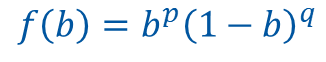 f(b) = b^p(1 − b)^q